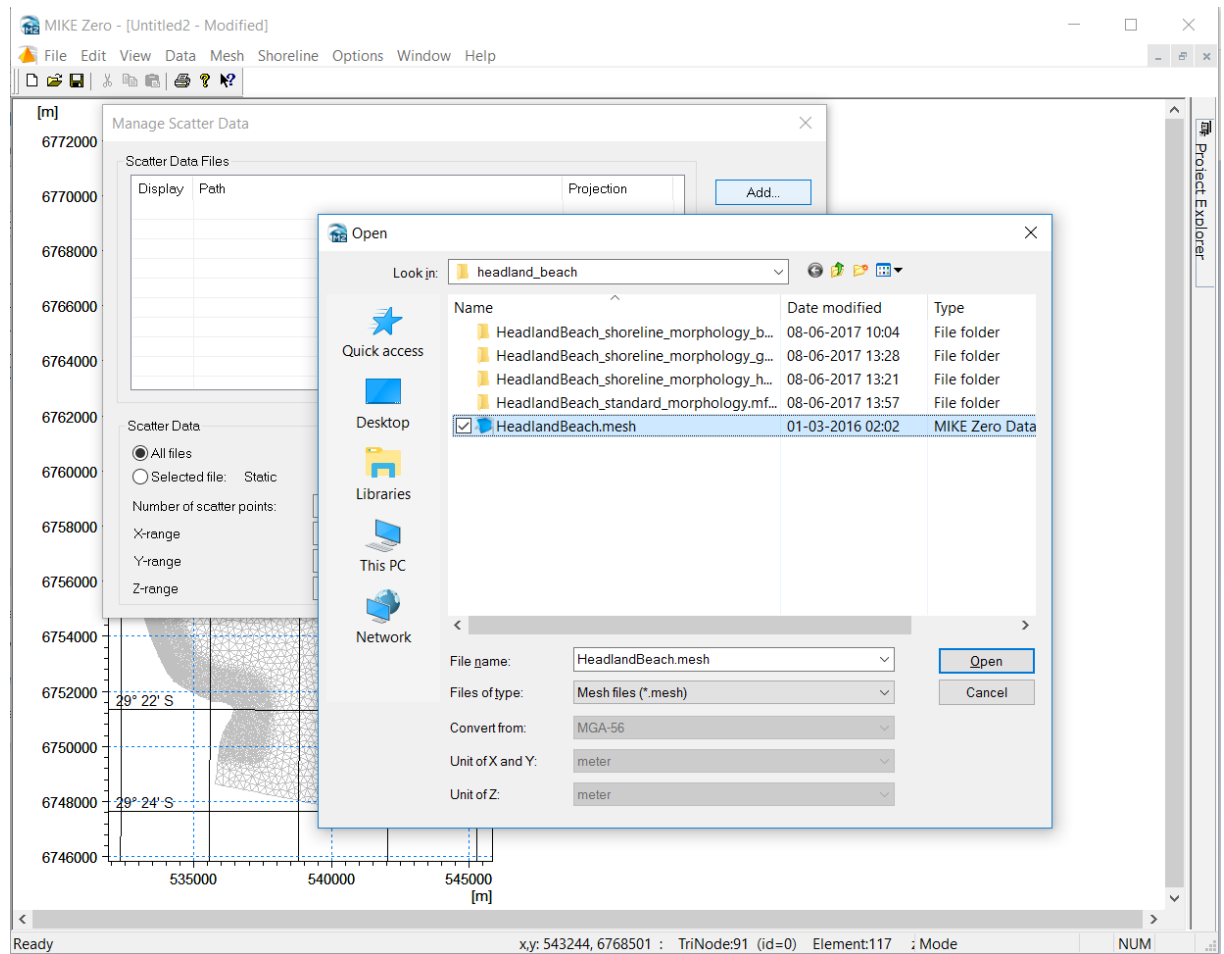 MIKE Zero - [Untitled2 - Modified]
File Edit View Data Mesh Shoreline Options Window Help
[m]
6772000
6770000
6768000
6766000
6764000
6762000
6760000
6758000
6756000
6754000
6752000
6750000
6748000
6746000
Manage Scatter Data
Scatter Data Files
Display Path Projection
Add...
Scatter Data
All files
Selected file: Static
Number of scatter points:
X-range
Y-range
Z-range
Open
Look in: headland_beach
Quick access
Desktop
Libraries
This PC
Network
Name Date modified Type
HeadlandBeach_shoreline_morphology_b... 08-06-2017 10:04 File folder
HeadlandBeach_shoreline_morphology_g... 08-06-2017 13:28 File folder
HeadlandBeach_shoreline_morphology_h... 08-06-2017 13:21 File folder
HeadlandBeach_standard_morphology.mf... 08-06-2017 13:57 File folder
HeadlandBeach.mesh 01-03-2016 02:02 MIKE Zero Data
File name: HeadlandBeach.mesh Open
Files of type: Mesh files (*.mesh) Cancel
Convert from: MGA-56
Unit of X and Y: meter
Unit of Z: meter
29° 22' S
29° 24' S
535000 540000 545000
[m]
Project Explorer
Ready x,y: 543244, 6768501 : TriNode:91 (id=0) Element:117 : Mode NUM